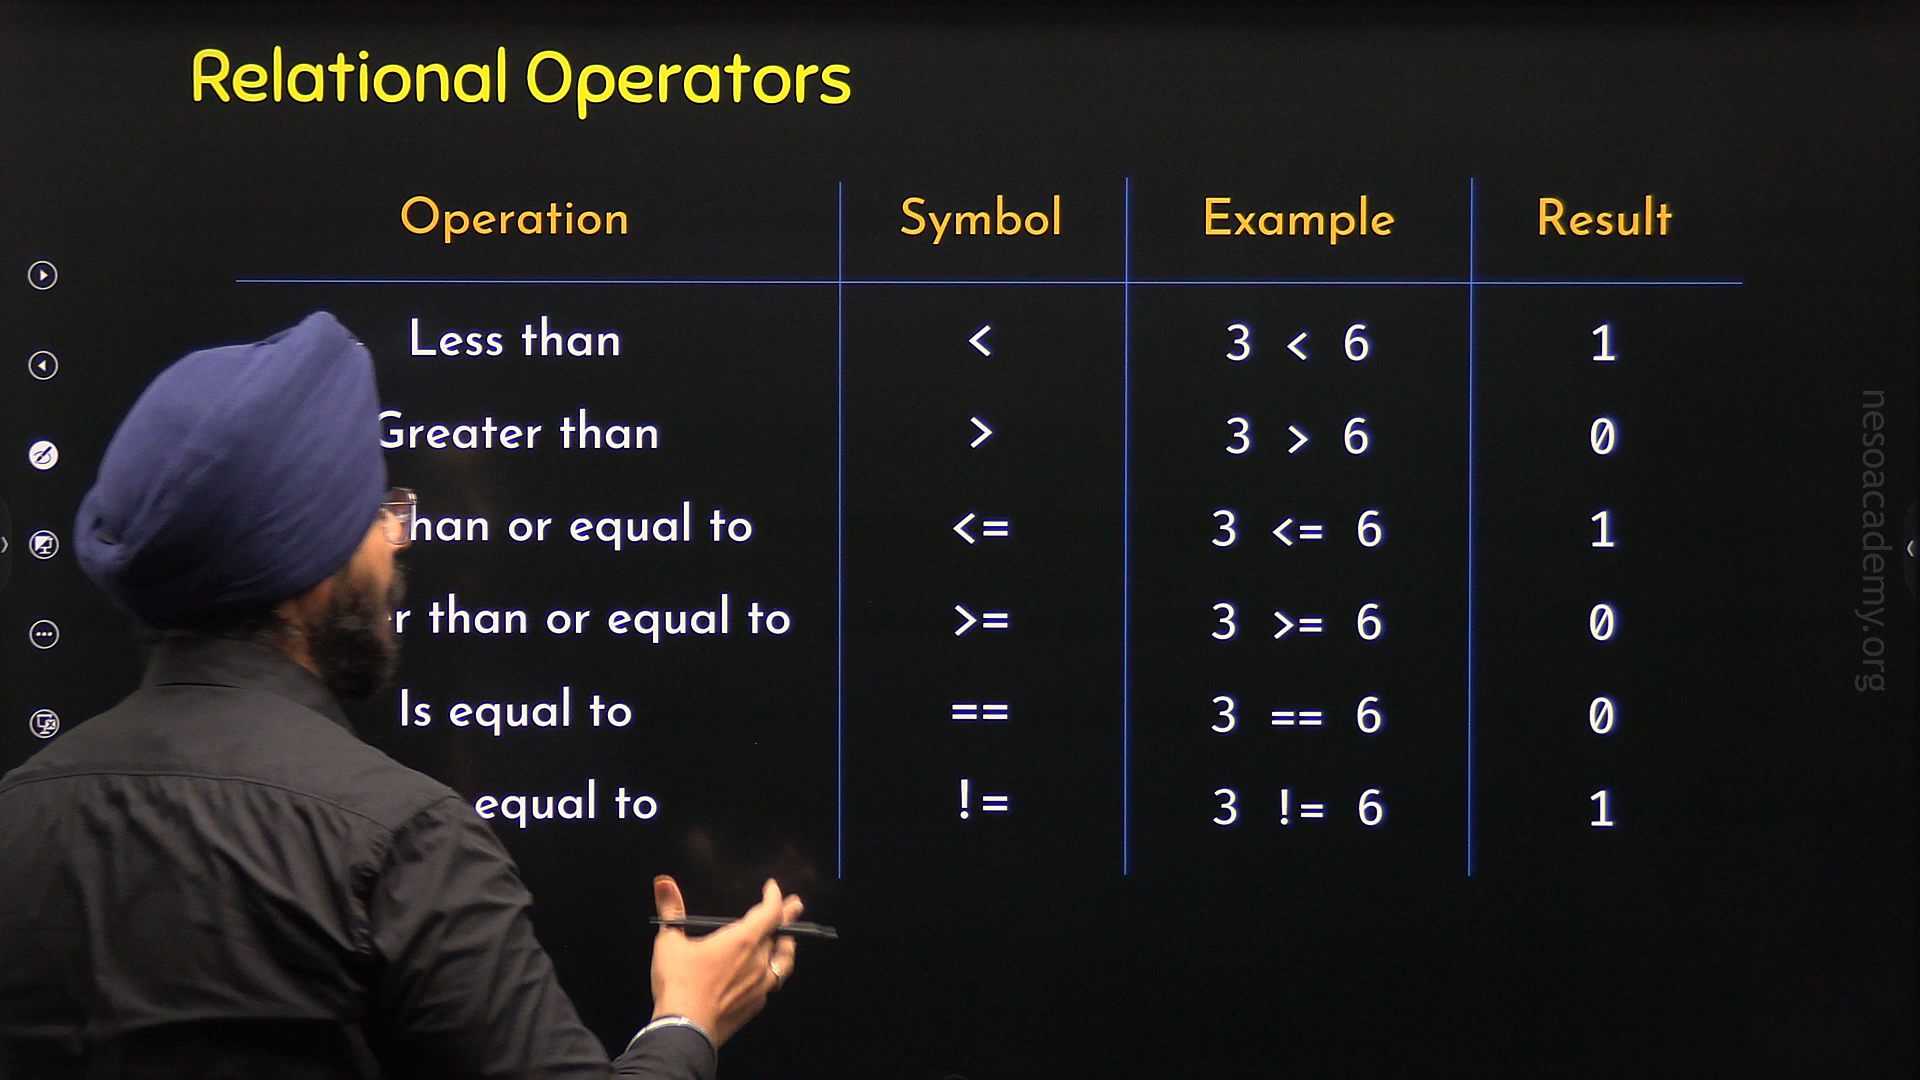 Relational Operators
Operation Symbol Example Result
Less than < 3 < 6 1
Greater than > 3 > 6 0
than or equal to <= 3 <= 6 1
than or equal to >= 3 >= 6 0
Is equal to == 3 == 6 0
equal to != 3 != 6 1
nesoacademy.org